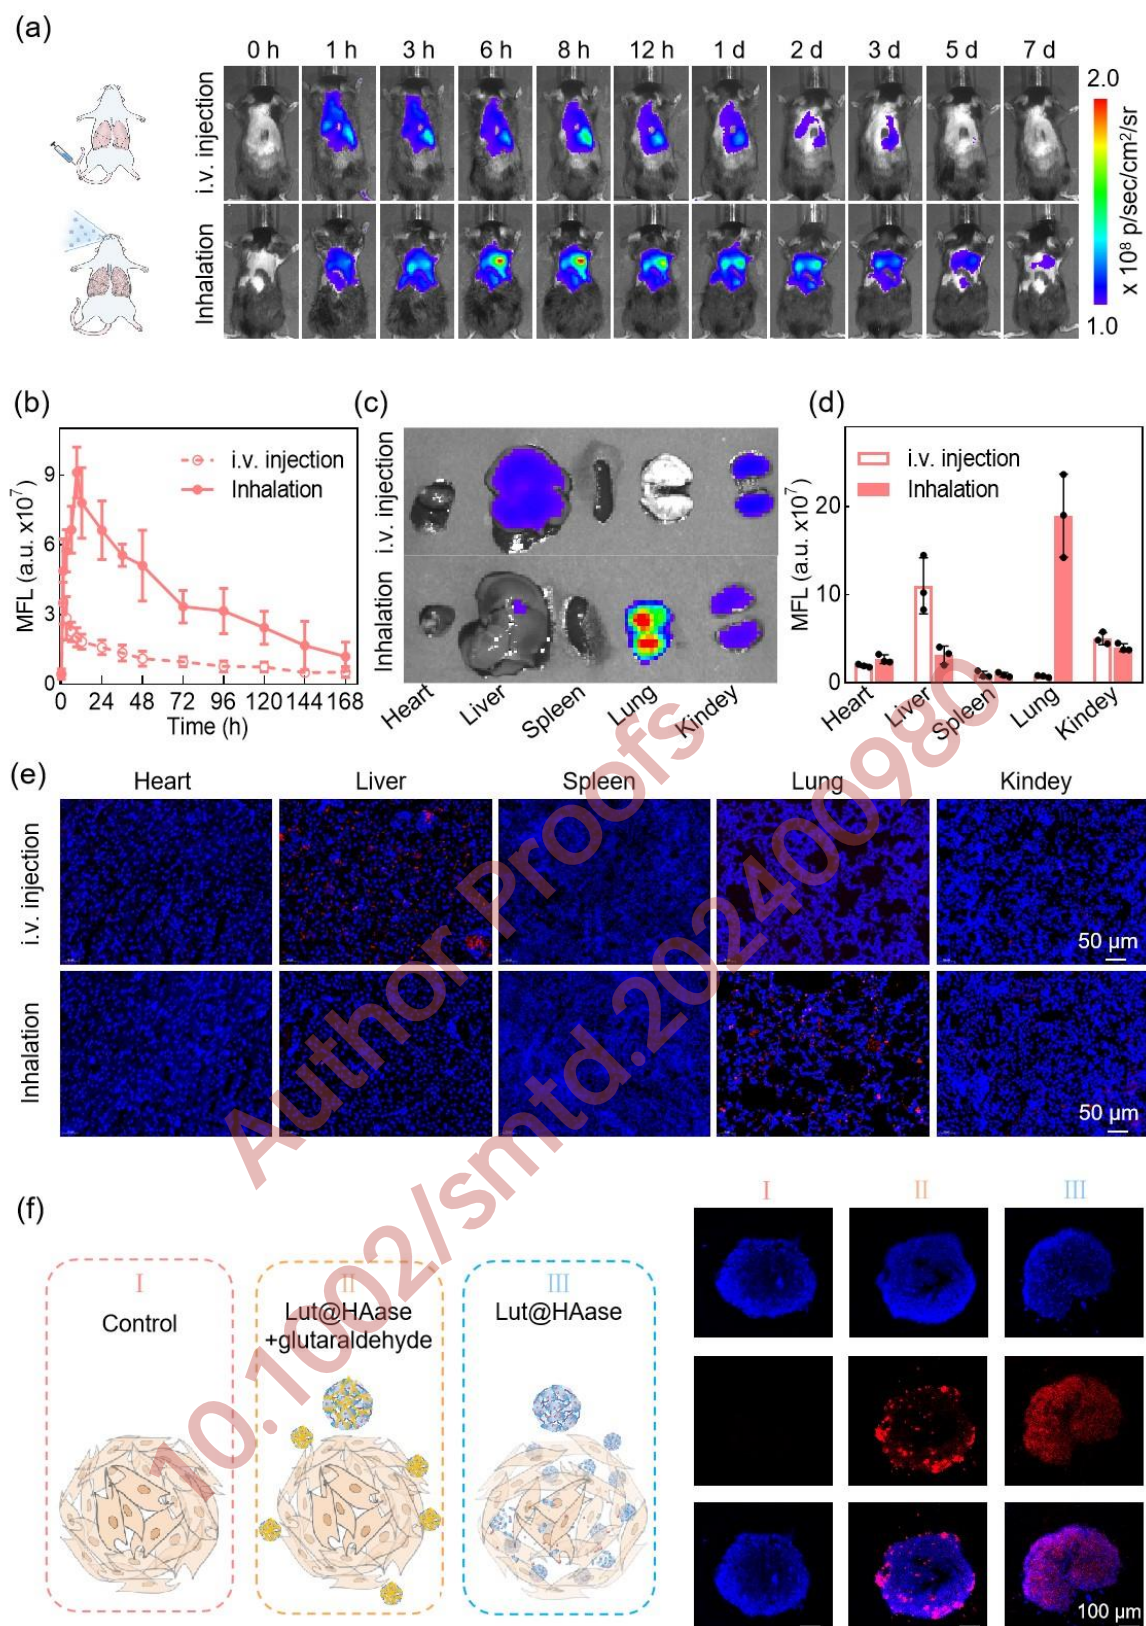 (a)
0 h 1 h 3 h 6 h 8 h 12 h 1 d 2 d 3 d 5 d 7 d
i.v. injection
Inhalation
2.0
x 10⁸ p/sec/cm²/sr
1.0
(b)
MFL (a.u. x10⁷)
9
6
3
0
i.v. injection
Inhalation
0 24 48 72 96 120 144 168
Time (h)
(c)
i.v. injection
Inhalation
Heart Liver Spleen Lung Kindey
(d)
MFL (a.u. x10⁷)
20
10
0
i.v. injection
Inhalation
Heart Liver Spleen Lung Kindey
(e)
Heart Liver Spleen Lung Kindey
i.v. injection
50 µm
Inhalation
50 µm
(f)
I
Control
II
Lut@HAase
+glutaraldehyde
III
Lut@HAase
I II III
100 µm
Author Proofs
10.1002/smtd.202400980